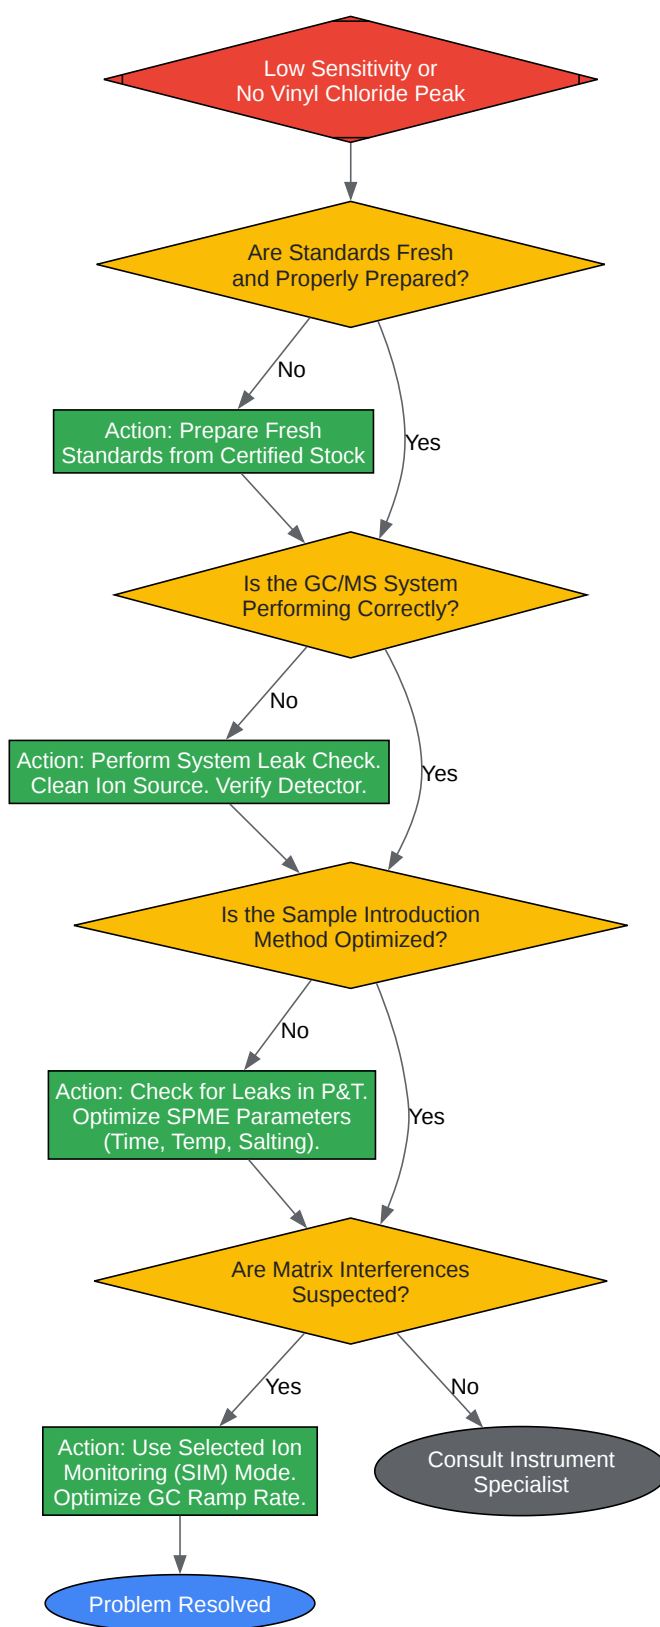 Low Sensitivity or
No Vinyl Chloride Peak
Are Standards Fresh
and Properly Prepared?
No
Yes
Action: Prepare Fresh
Standards from Certified Stock
Is the GC/MS System
Performing Correctly?
No
Yes
Action: Perform System Leak Check.
Clean Ion Source. Verify Detector.
Is the Sample Introduction
Method Optimized?
No
Yes
Action: Check for Leaks in P&T.
Optimize SPME Parameters
(Time, Temp, Salting).
Are Matrix Interferences
Suspected?
Yes
No
Action: Use Selected Ion
Monitoring (SIM) Mode.
Optimize GC Ramp Rate.
Consult Instrument
Specialist
Problem Resolved